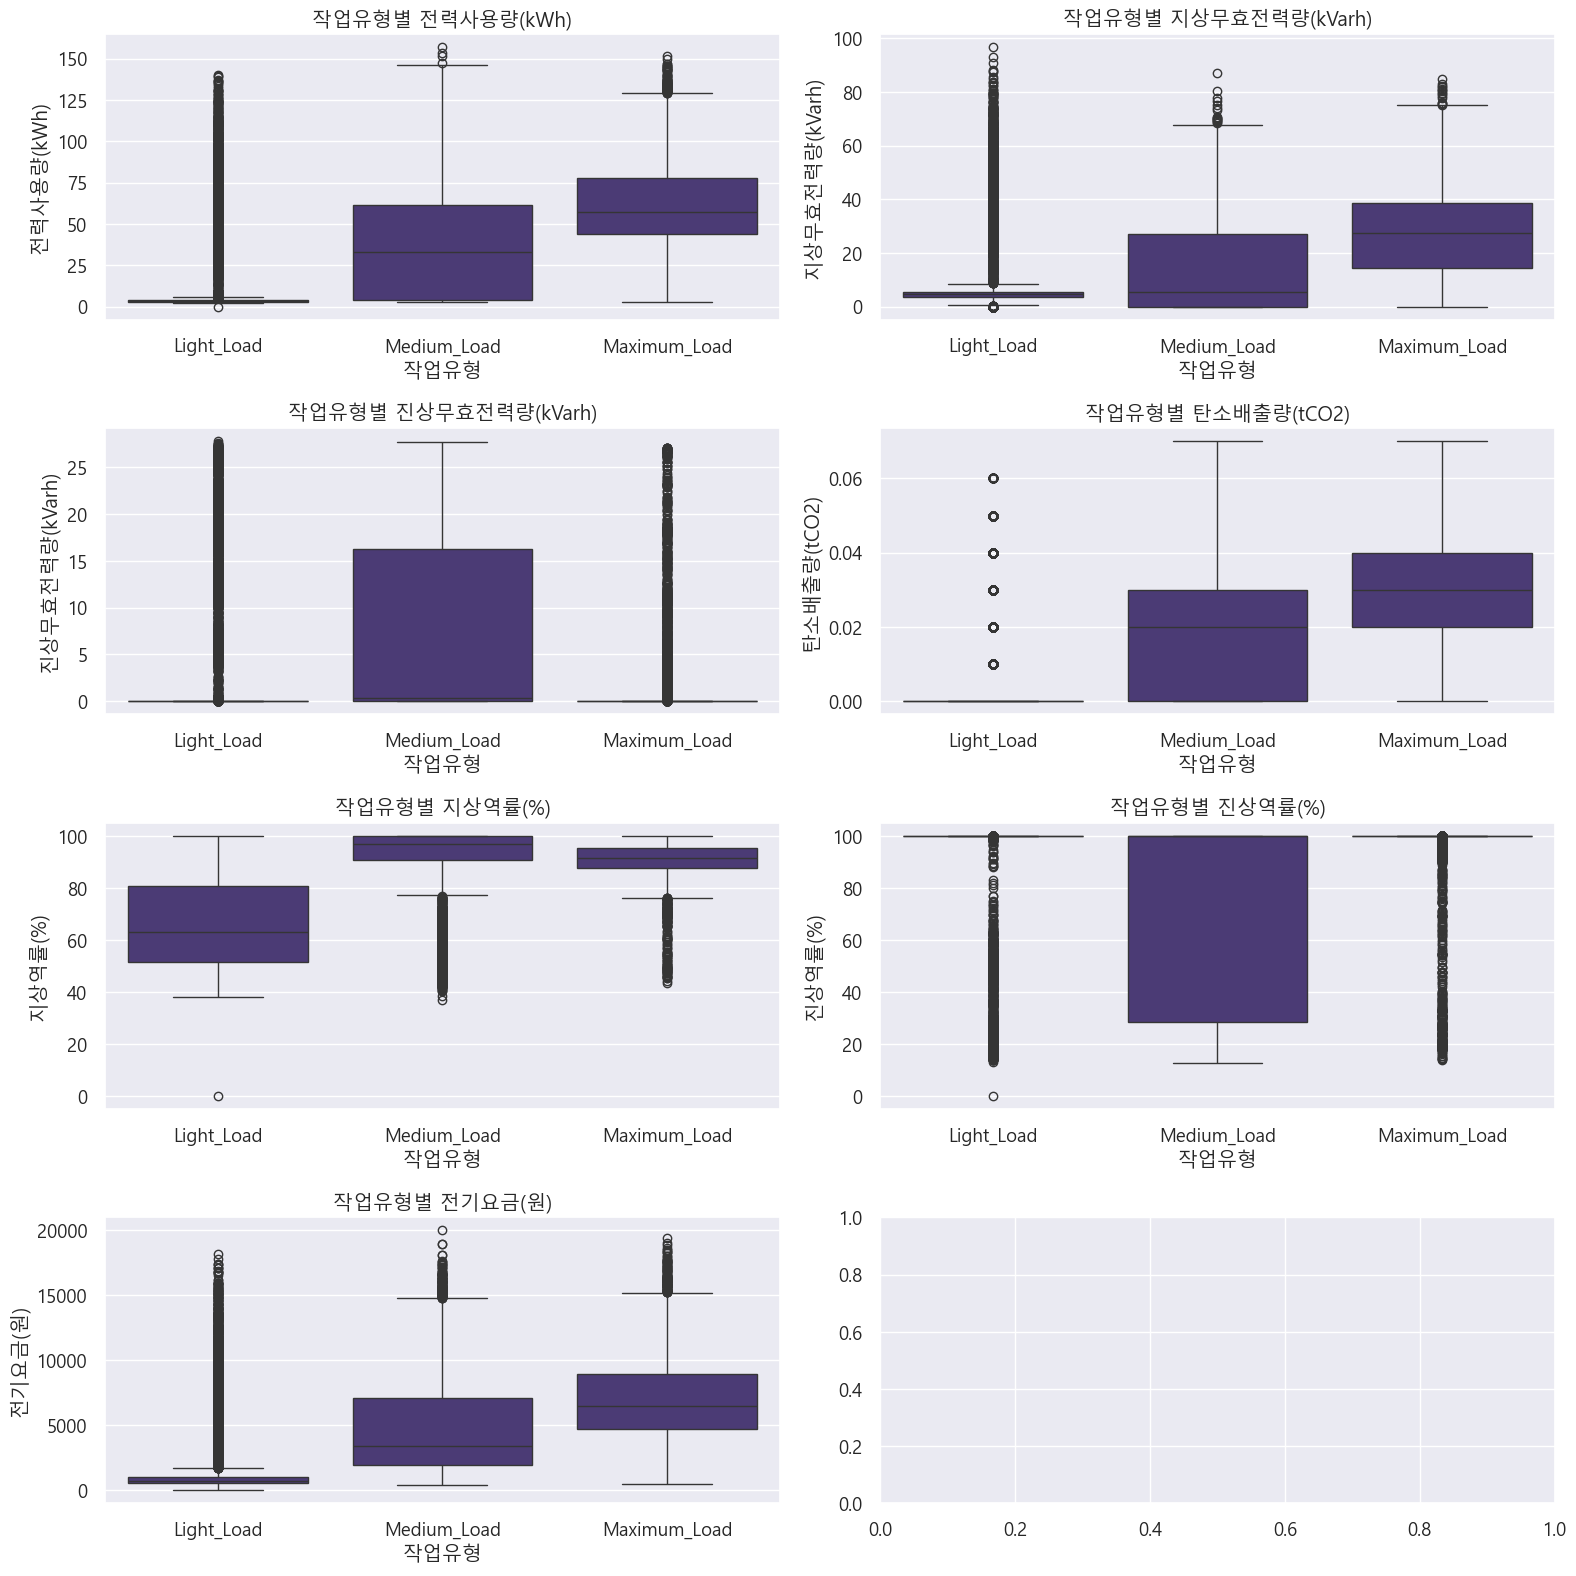 작업유형별 전력사용량(kWh)
전력사용량(kWh)
150
125
100
75
50
25
0
Light_Load Medium_Load Maximum_Load
작업유형
작업유형별 지상무효전력량(kVarh)
지상무효전력량(kVarh)
100
80
60
40
20
0
Light_Load Medium_Load Maximum_Load
작업유형
작업유형별 진상무효전력량(kVarh)
진상무효전력량(kVarh)
25
20
15
10
5
0
Light_Load Medium_Load Maximum_Load
작업유형
작업유형별 탄소배출량(tCO2)
탄소배출량(tCO2)
0.06
0.04
0.02
0.00
Light_Load Medium_Load Maximum_Load
작업유형
작업유형별 지상역률(%)
지상역률(%)
100
80
60
40
20
0
Light_Load Medium_Load Maximum_Load
작업유형
작업유형별 진상역률(%)
진상역률(%)
100
80
60
40
20
0
Light_Load Medium_Load Maximum_Load
작업유형
작업유형별 전기요금(원)
전기요금(원)
20000
15000
10000
5000
0
Light_Load Medium_Load Maximum_Load
작업유형
1.0
0.8
0.6
0.4
0.2
0.0
0.0 0.2 0.4 0.6 0.8 1.0